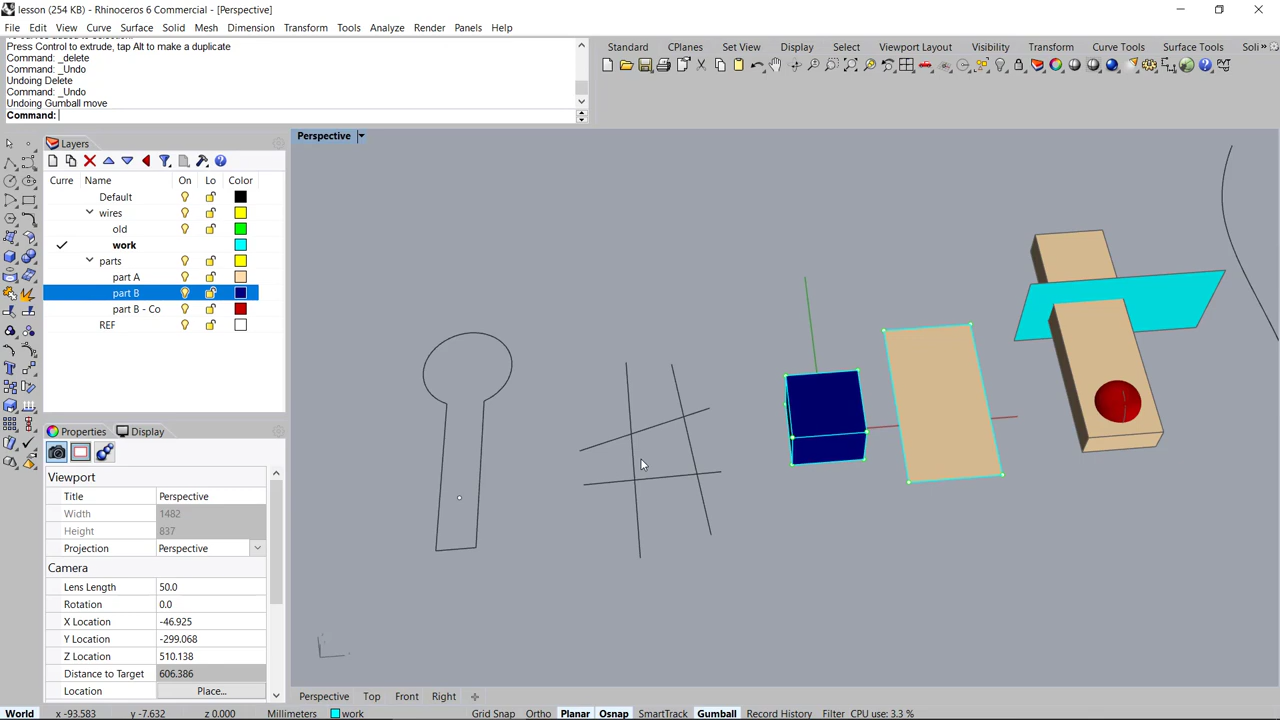 lesson (254 KB) - Rhinoceros 6 Commercial - [Perspective]
File Edit View Curve Surface Solid Mesh Dimension Transform Tools Analyze Render Panels Help
Press Control to extrude, tap Alt to make a duplicate
Command: _delete
Command: _Undo
Undoing Delete
Command: _Undo
Undoing Gumball move
Command:
Standard CPlanes Set View Display Select Viewport Layout Visibility Transform Curve Tools Surface Tools Soli »
Perspective
Layers
Curre Name On Lo Color
Default
wires
old
work
parts
part A
part B
part B - Co
REF
Properties Display
Viewport
Title Perspective
Width 1482
Height 837
Projection Perspective
Camera
Lens Length 50.0
Rotation 0.0
X Location -46.925
Y Location -299.068
Z Location 510.138
Distance to Target 606.386
Location Place...
Perspective Top Front Right
World x -93.583 y -7.632 z 0.000 Millimeters work Grid Snap Ortho Planar Osnap SmartTrack Gumball Record History Filter CPU use: 3.3 %